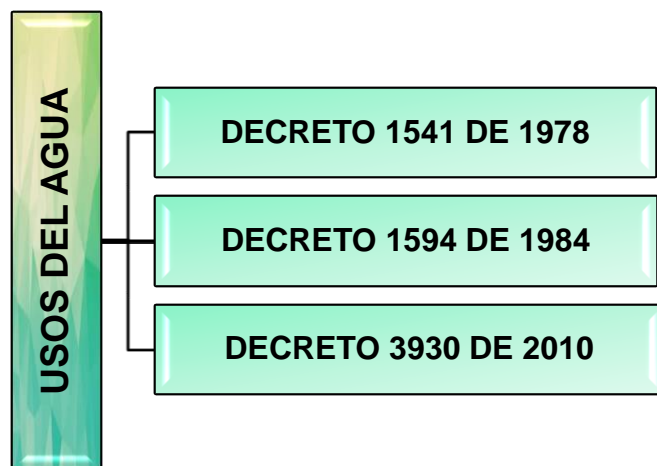 USOS DEL AGUA
DECRETO 1541 DE 1978
DECRETO 1594 DE 1984
DECRETO 3930 DE 2010